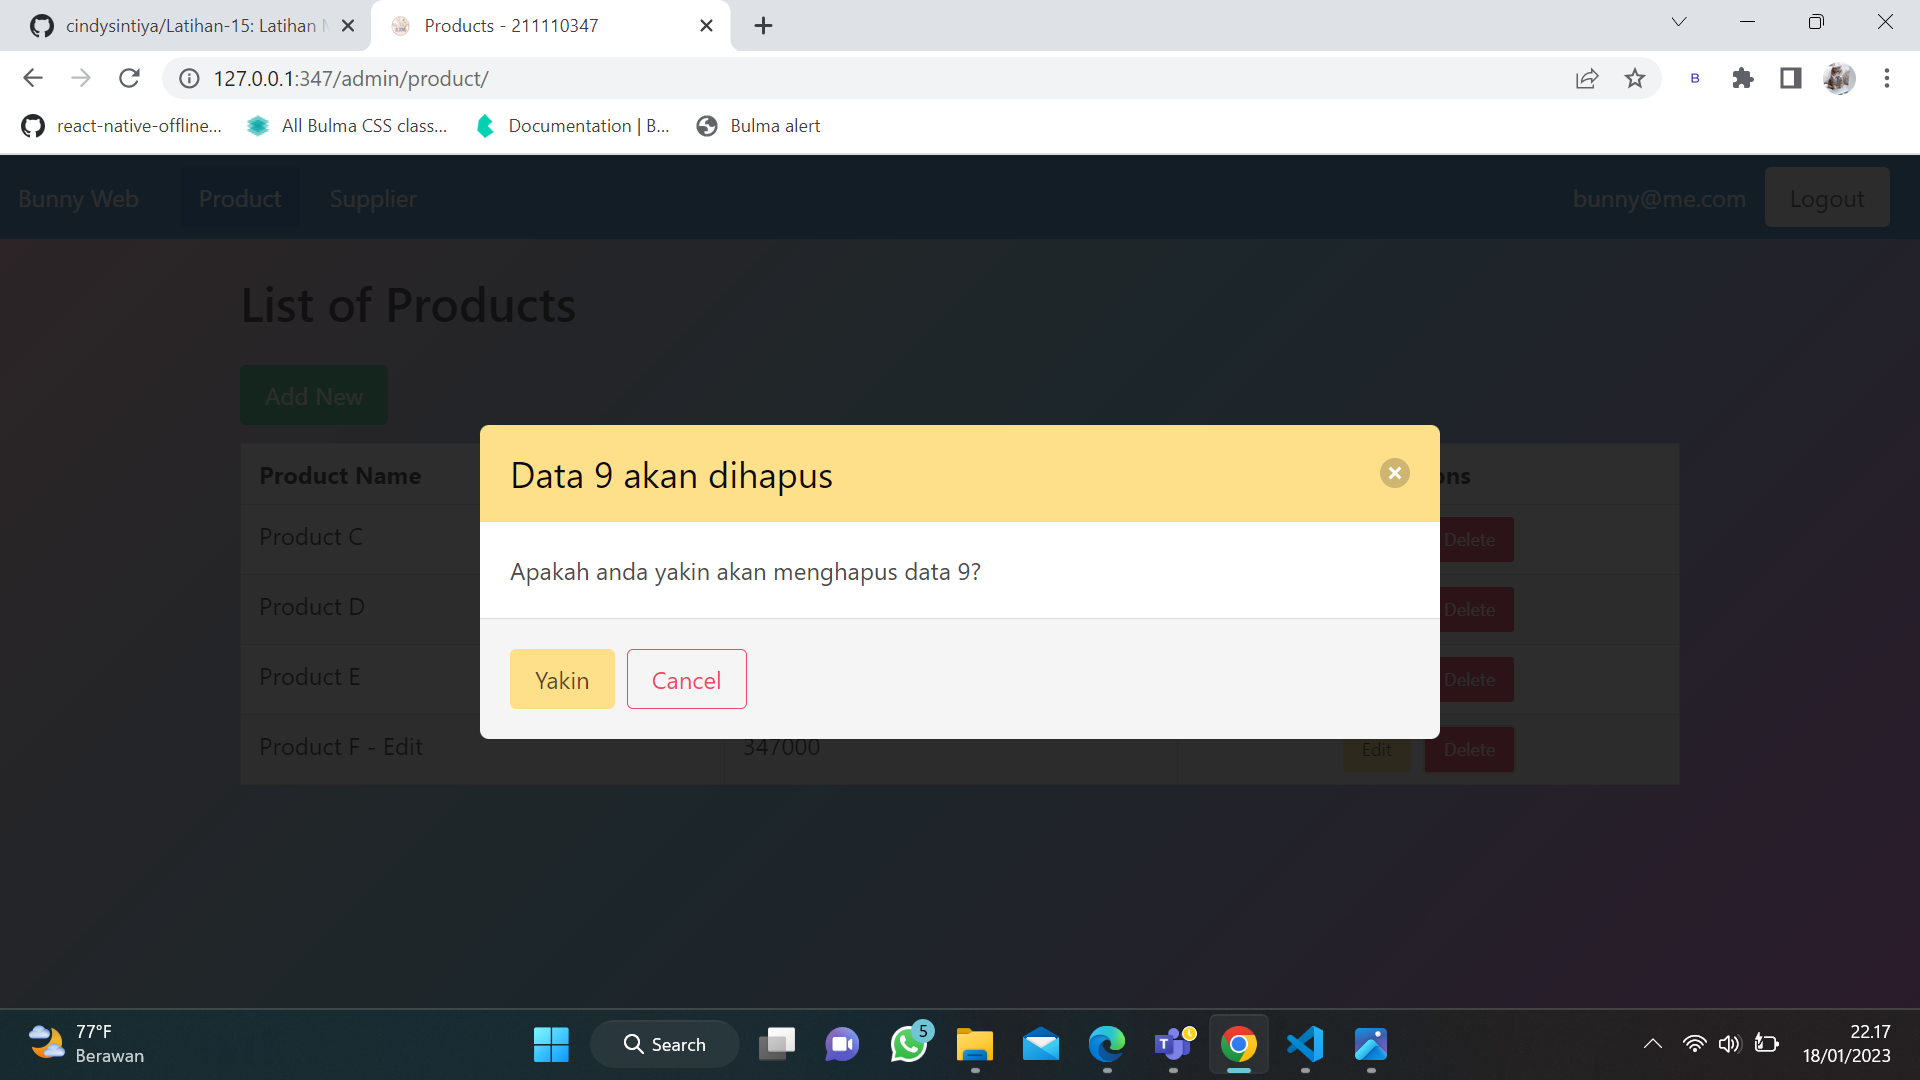 cindysintiya/Latihan-15: Latihan
Products - 211110347
127.0.0.1:347/admin/product/
B
react-native-offline...
All Bulma CSS class...
Documentation | B...
Bulma alert
Bunny Web
Product
Supplier
bunny@me.com
Logout
List of Products
Add New
Data 9 akan dihapus
Product Name
ons
Product C
Delete
Apakah anda yakin akan menghapus data 9?
Product D
Delete
Product E
Delete
Yakin
Cancel
Product F - Edit
347000
Edit
Delete
77°F
Berawan
Search
5
22.17
18/01/2023